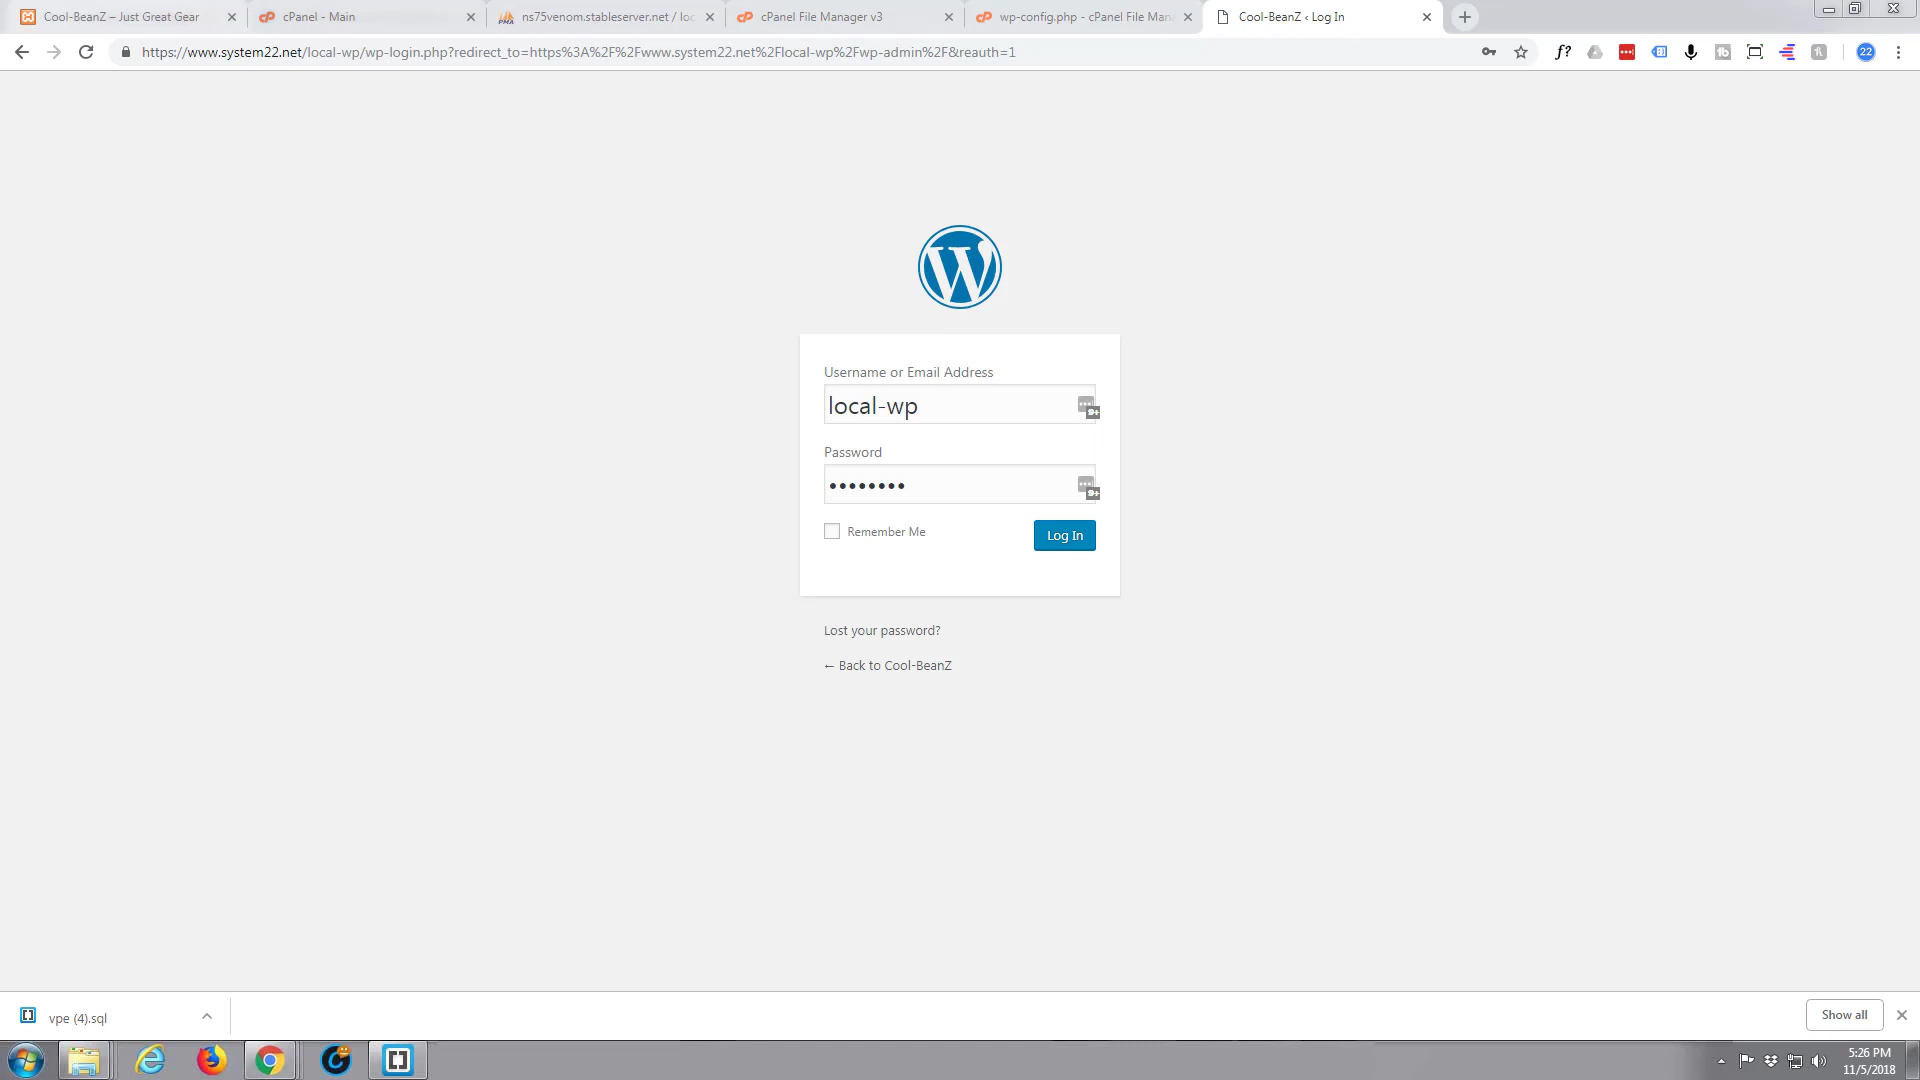 Cool-BeanZ – Just Great Gear
cPanel - Main
ns75venom.stableserver.net / loc
cPanel File Manager v3
wp-config.php - cPanel File Man
Cool-BeanZ ‹ Log In
https://www.system22.net/local-wp/wp-login.php?redirect_to=https%3A%2F%2Fwww.system22.net%2Flocal-wp%2Fwp-admin%2F&reauth=1
f?
22
Username or Email Address
local-wp
9+
Password
••••••••
9+
Remember Me
Log In
Lost your password?
← Back to Cool-BeanZ
vpe (4).sql
Show all
5:26 PM
11/5/2018